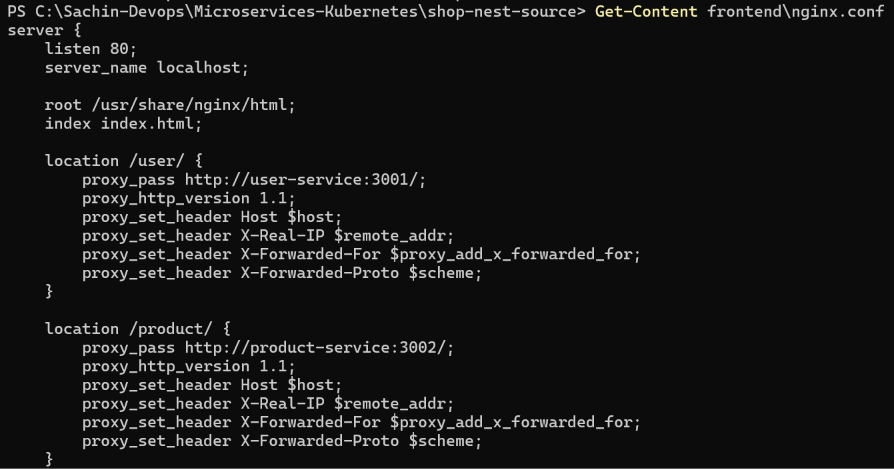 PS C:\Sachin-Devops\Microservices-Kubernetes\shop-nest-source> Get-Content frontend\nginx.conf
server {
    listen 80;
    server_name localhost;

    root /usr/share/nginx/html;
    index index.html;

    location /user/ {
        proxy_pass http://user-service:3001/;
        proxy_http_version 1.1;
        proxy_set_header Host $host;
        proxy_set_header X-Real-IP $remote_addr;
        proxy_set_header X-Forwarded-For $proxy_add_x_forwarded_for;
        proxy_set_header X-Forwarded-Proto $scheme;
    }

    location /product/ {
        proxy_pass http://product-service:3002/;
        proxy_http_version 1.1;
        proxy_set_header Host $host;
        proxy_set_header X-Real-IP $remote_addr;
        proxy_set_header X-Forwarded-For $proxy_add_x_forwarded_for;
        proxy_set_header X-Forwarded-Proto $scheme;
    }